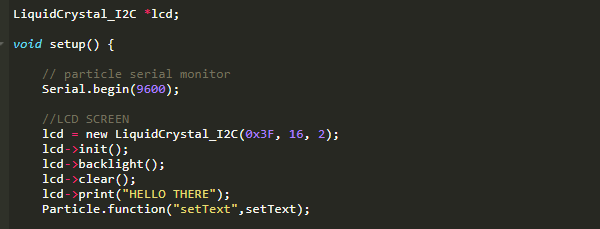 LiquidCrystal_I2C *lcd;
void setup() {
// particle serial monitor
Serial.begin(9600);
//LCD SCREEN
lcd = new LiquidCrystal_I2C(0x3F, 16, 2);
lcd->init();
lcd->backlight();
lcd->clear();
lcd->print("HELLO THERE");
Particle.function("setText",setText);